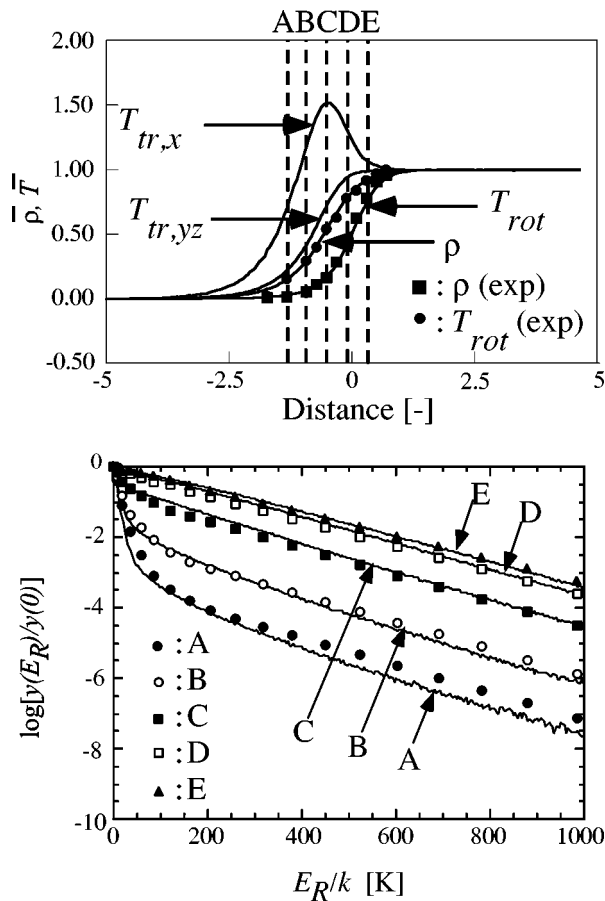 ABCDE
2.00
1.50
1.00
0.50
0.00
-0.50
ρ̅, T̅
T_tr,x
T_tr,yz
T_rot
ρ
■ : ρ (exp)
● : T_rot (exp)
-5 -2.5 0 2.5 5
Distance [-]
0
-2
-4
-6
-8
-10
log[y(E_R)/y(0)]
E
D
C
B
A
● : A
○ : B
■ : C
□ : D
▲ : E
0 200 400 600 800 1000
E_R/k [K]